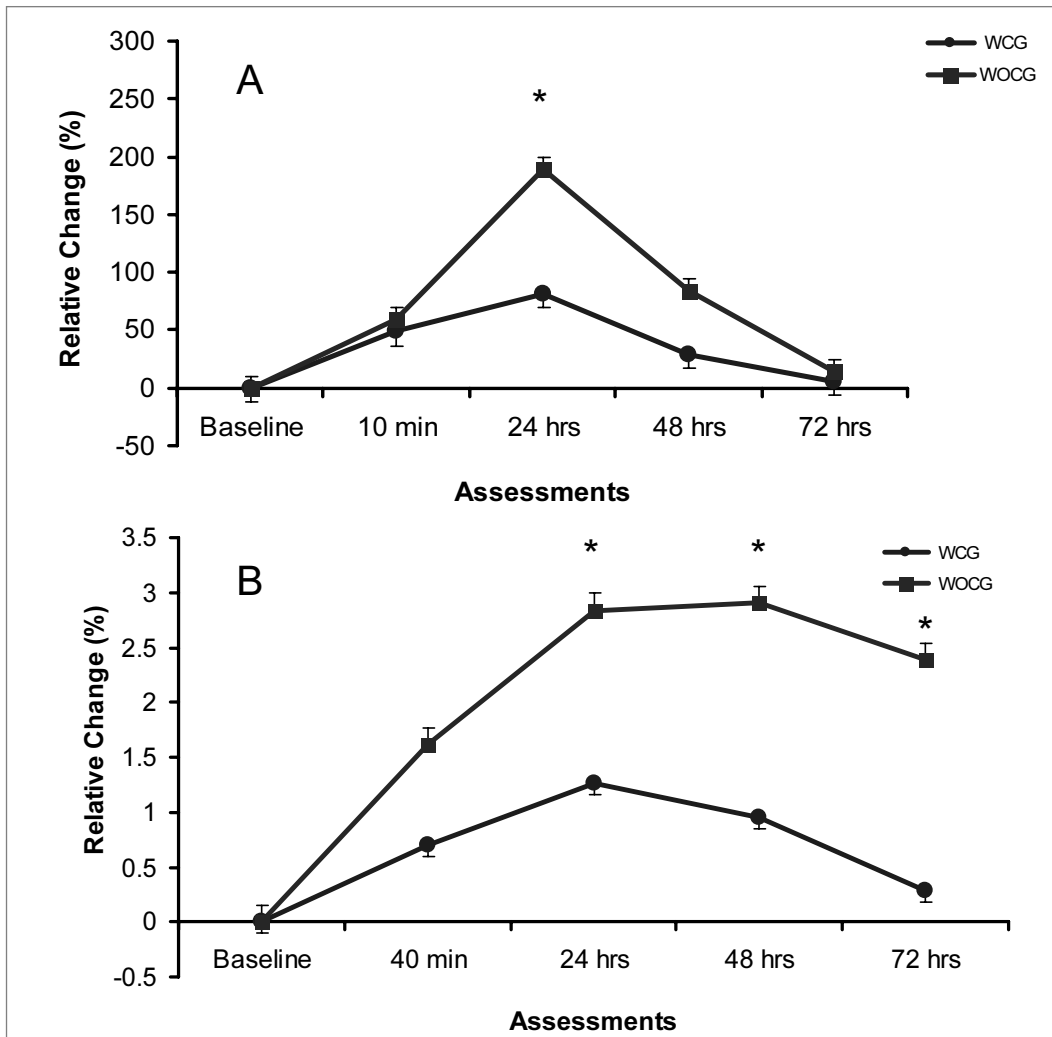 300
250
200
150
100
50
0
-50
Relative Change (%)
A
*
WCG
WOCG
Baseline 10 min 24 hrs 48 hrs 72 hrs
Assessments
3.5
3
2.5
2
1.5
1
0.5
0
-0.5
Relative Change (%)
B
* *
*
WCG
WOCG
Baseline 40 min 24 hrs 48 hrs 72 hrs
Assessments